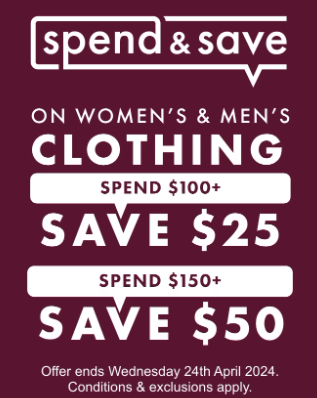 spend & save
ON WOMEN'S & MEN'S
CLOTHING
SPEND $100+
SAVE $25
SPEND $150+
SAVE $50
Offer ends Wednesday 24th April 2024.
Conditions & exclusions apply.